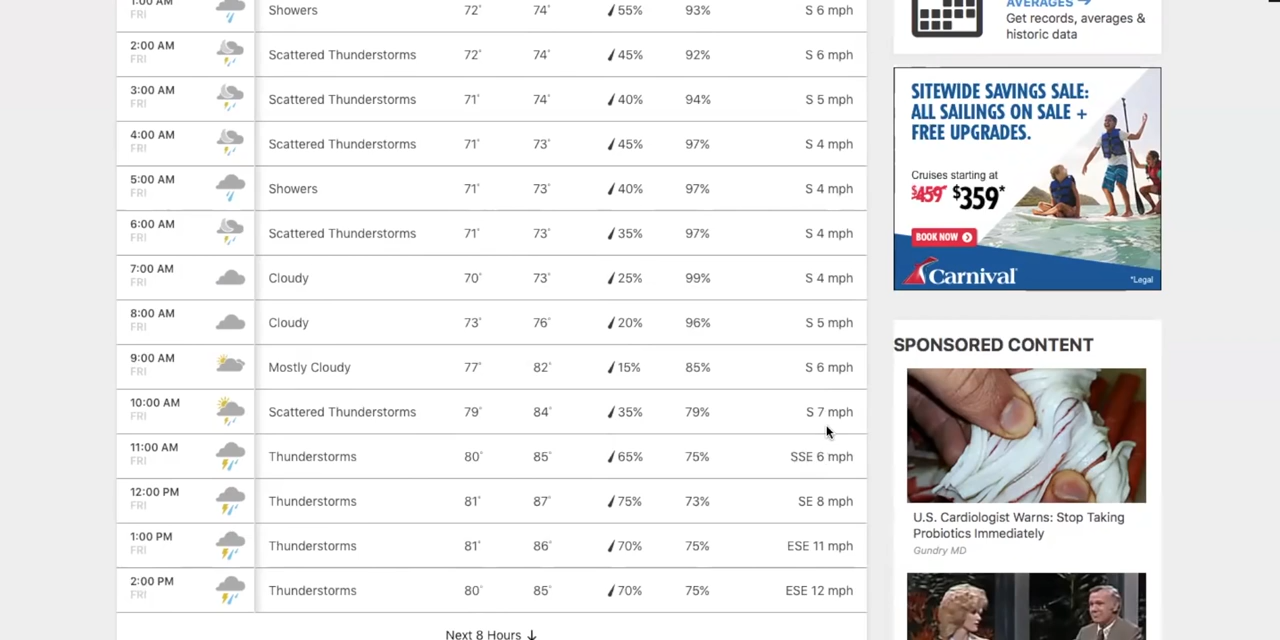 1:00 AM
FRI
Showers 72° 74° 55% 93% S 6 mph
2:00 AM
FRI
Scattered Thunderstorms 72° 74° 45% 92% S 6 mph
3:00 AM
FRI
Scattered Thunderstorms 71° 74° 40% 94% S 5 mph
4:00 AM
FRI
Scattered Thunderstorms 71° 73° 45% 97% S 4 mph
5:00 AM
FRI
Showers 71° 73° 40% 97% S 4 mph
6:00 AM
FRI
Scattered Thunderstorms 71° 73° 35% 97% S 4 mph
7:00 AM
FRI
Cloudy 70° 73° 25% 99% S 4 mph
8:00 AM
FRI
Cloudy 73° 76° 20% 96% S 5 mph
9:00 AM
FRI
Mostly Cloudy 77° 82° 15% 85% S 6 mph
10:00 AM
FRI
Scattered Thunderstorms 79° 84° 35% 79% S 7 mph
11:00 AM
FRI
Thunderstorms 80° 85° 65% 75% SSE 6 mph
12:00 PM
FRI
Thunderstorms 81° 87° 75% 73% SE 8 mph
1:00 PM
FRI
Thunderstorms 81° 86° 70% 75% ESE 11 mph
2:00 PM
FRI
Thunderstorms 80° 85° 70% 75% ESE 12 mph
Next 8 Hours ↓
AVERAGES →
Get records, averages &
historic data
SITEWIDE SAVINGS SALE:
ALL SAILINGS ON SALE +
FREE UPGRADES.
Cruises starting at
$459 $359*
BOOK NOW
Carnival
*Legal
SPONSORED CONTENT
U.S. Cardiologist Warns: Stop Taking
Probiotics Immediately
Gundry MD